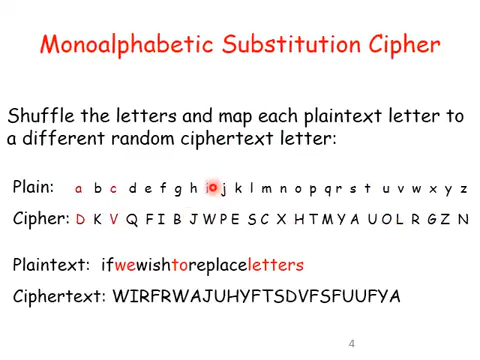 Monoalphabetic Substitution Cipher
Shuffle the letters and map each plaintext letter to
a different random ciphertext letter:
Plain: a b c d e f g h i j k l m n o p q r s t u v w x y z
Cipher: D K V Q F I B J W P E S C X H T M Y A U O L R G Z N
Plaintext: ifwewishtoreplaceletters
Ciphertext: WIRFRWAJUHYFTSDVFSFUUFYA
4